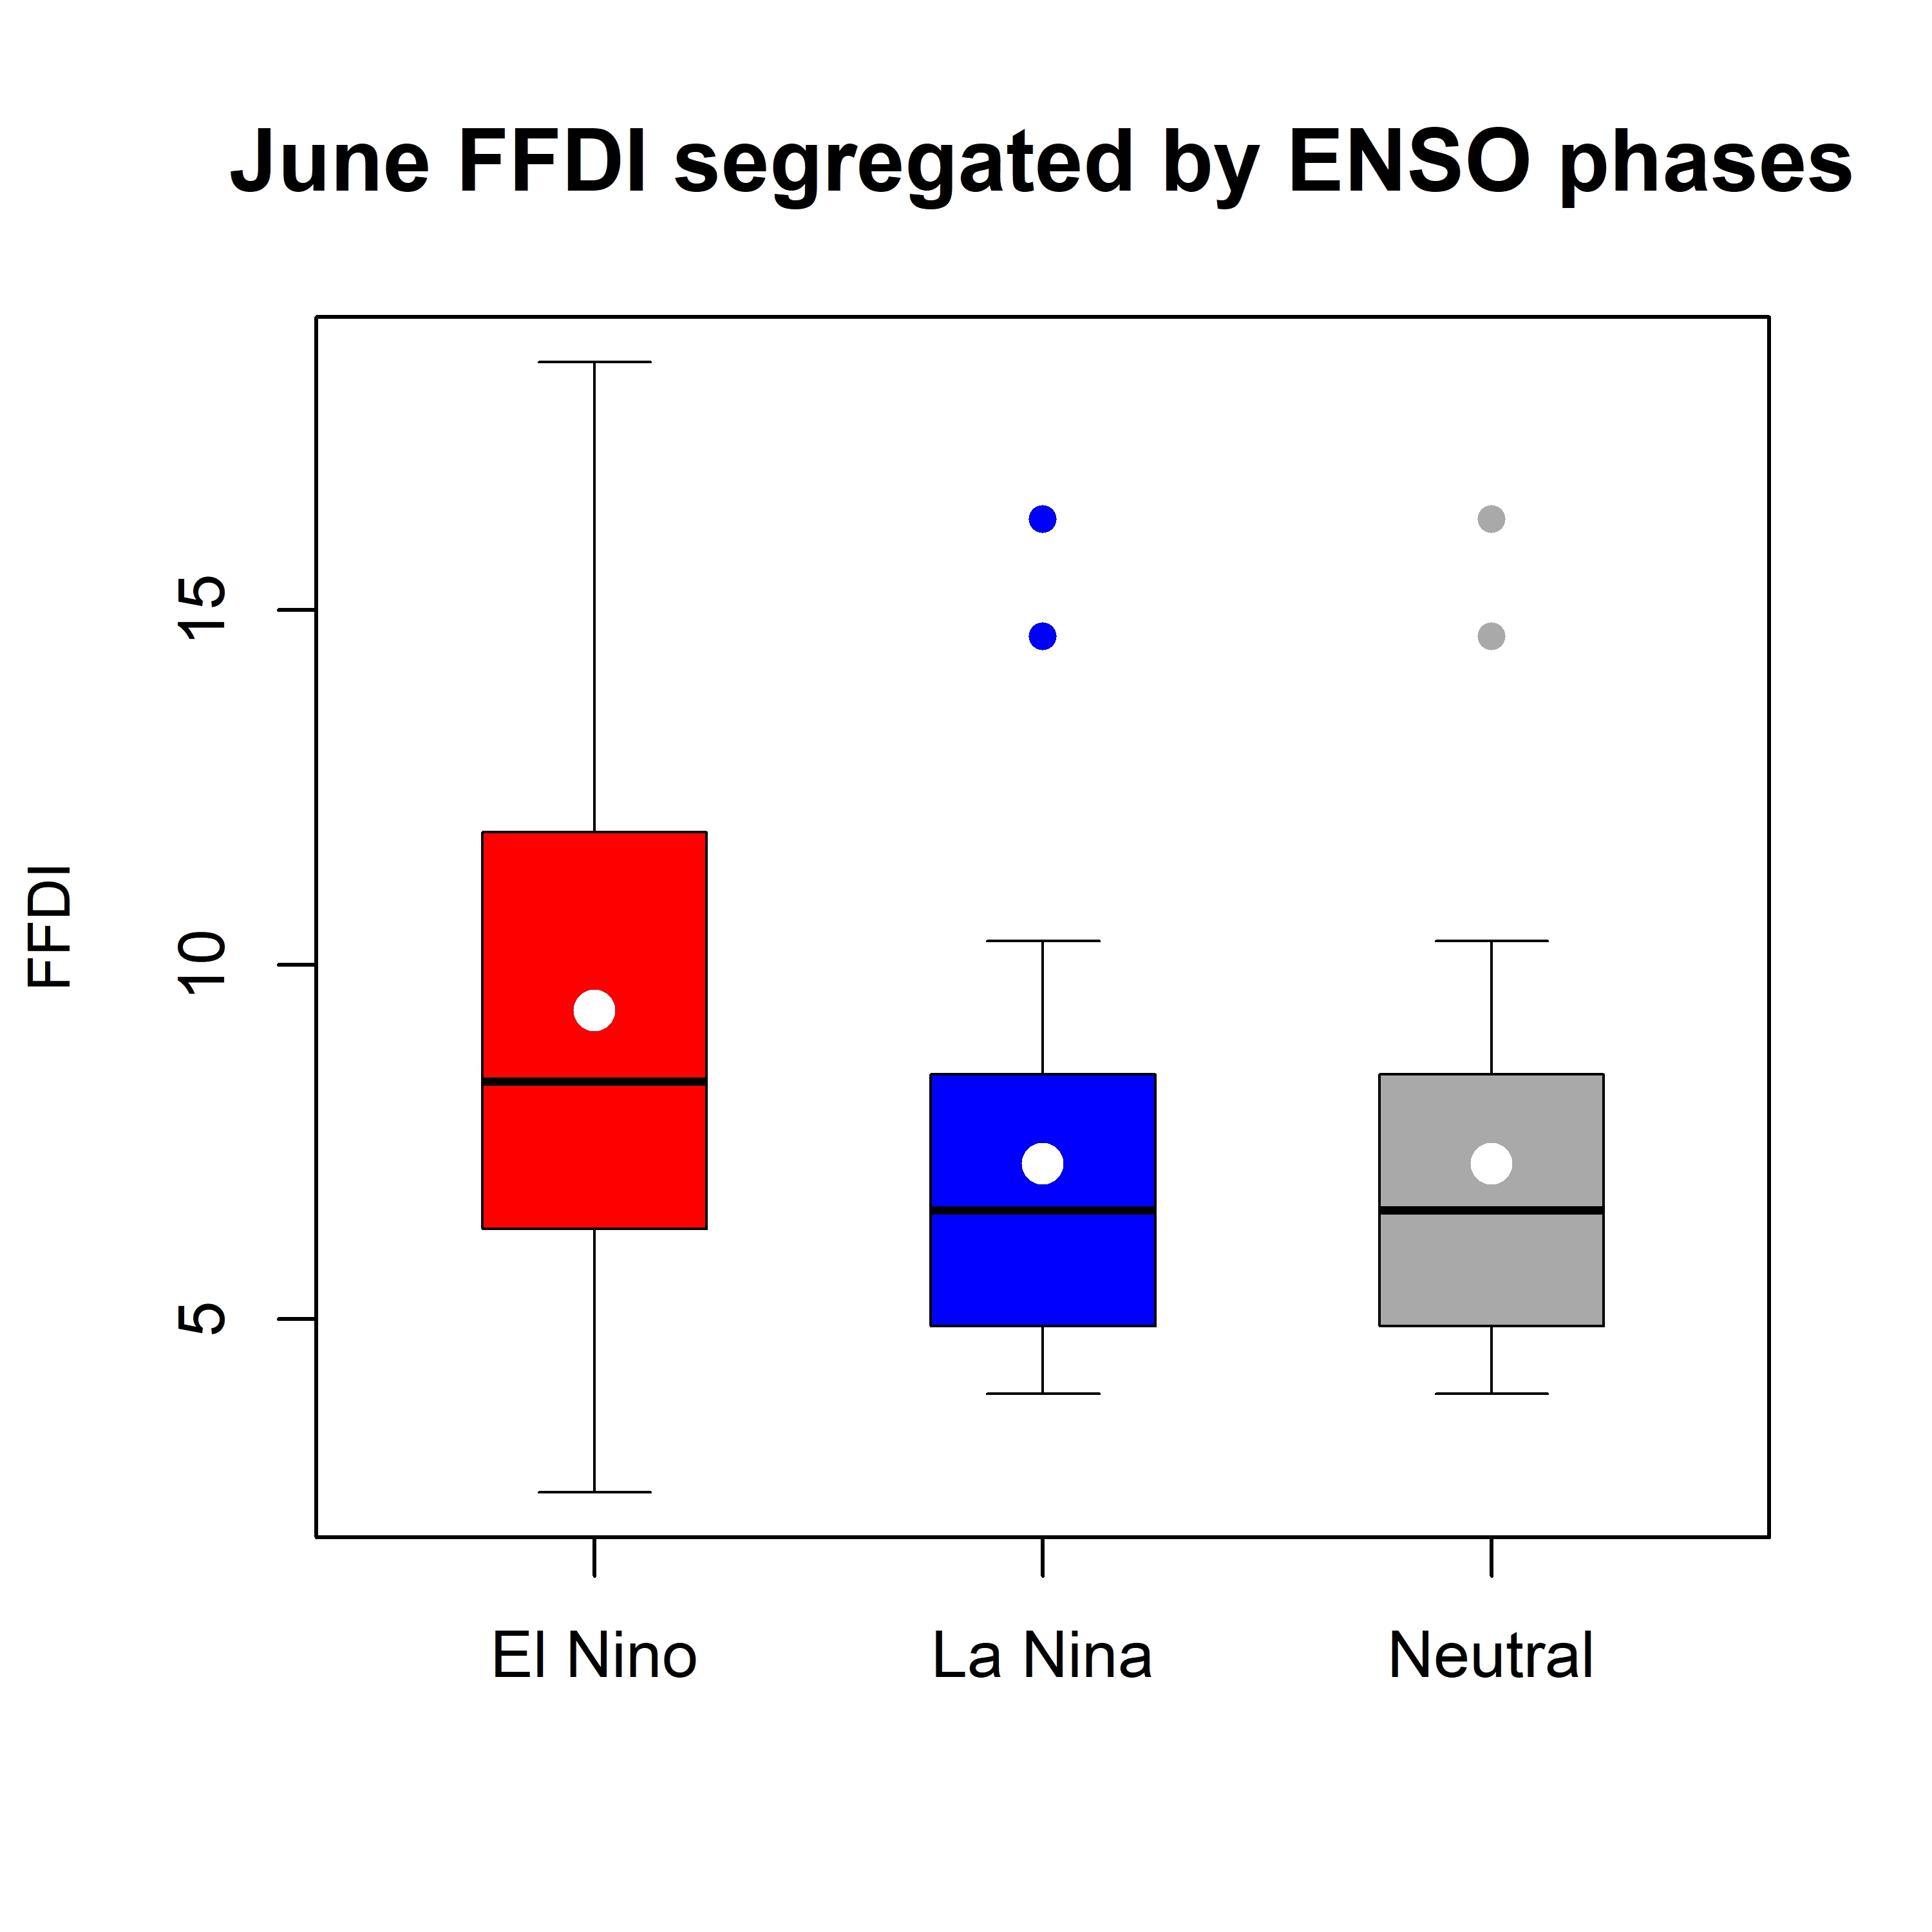 June FFDI segregated by ENSO phases
FFDI
15
10
5
El Nino
La Nina
Neutral